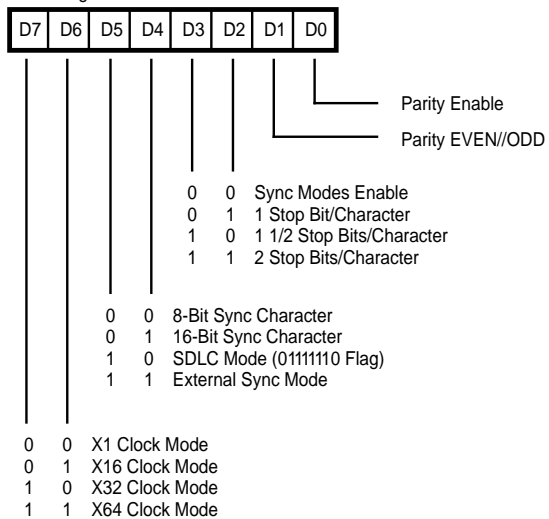 D7 D6 D5 D4 D3 D2 D1 D0
Parity Enable
Parity EVEN//ODD
0 0 Sync Modes Enable
0 1 1 Stop Bit/Character
1 0 1 1/2 Stop Bits/Character
1 1 2 Stop Bits/Character
0 0 8-Bit Sync Character
0 1 16-Bit Sync Character
1 0 SDLC Mode (01111110 Flag)
1 1 External Sync Mode
0 0 X1 Clock Mode
0 1 X16 Clock Mode
1 0 X32 Clock Mode
1 1 X64 Clock Mode